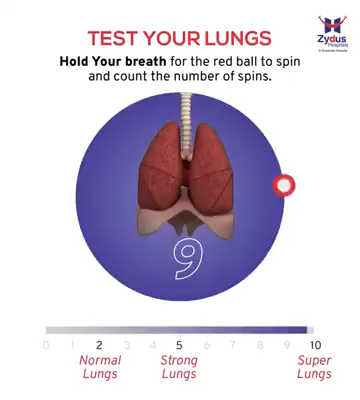 Zydus
Hospitals
TEST YOUR LUNGS
Hold Your breath for the red ball to spin
and count the number of spins.
9
0 1 2 3 4 5 6 7 8 9 10
Normal Lungs
Strong Lungs
Super Lungs